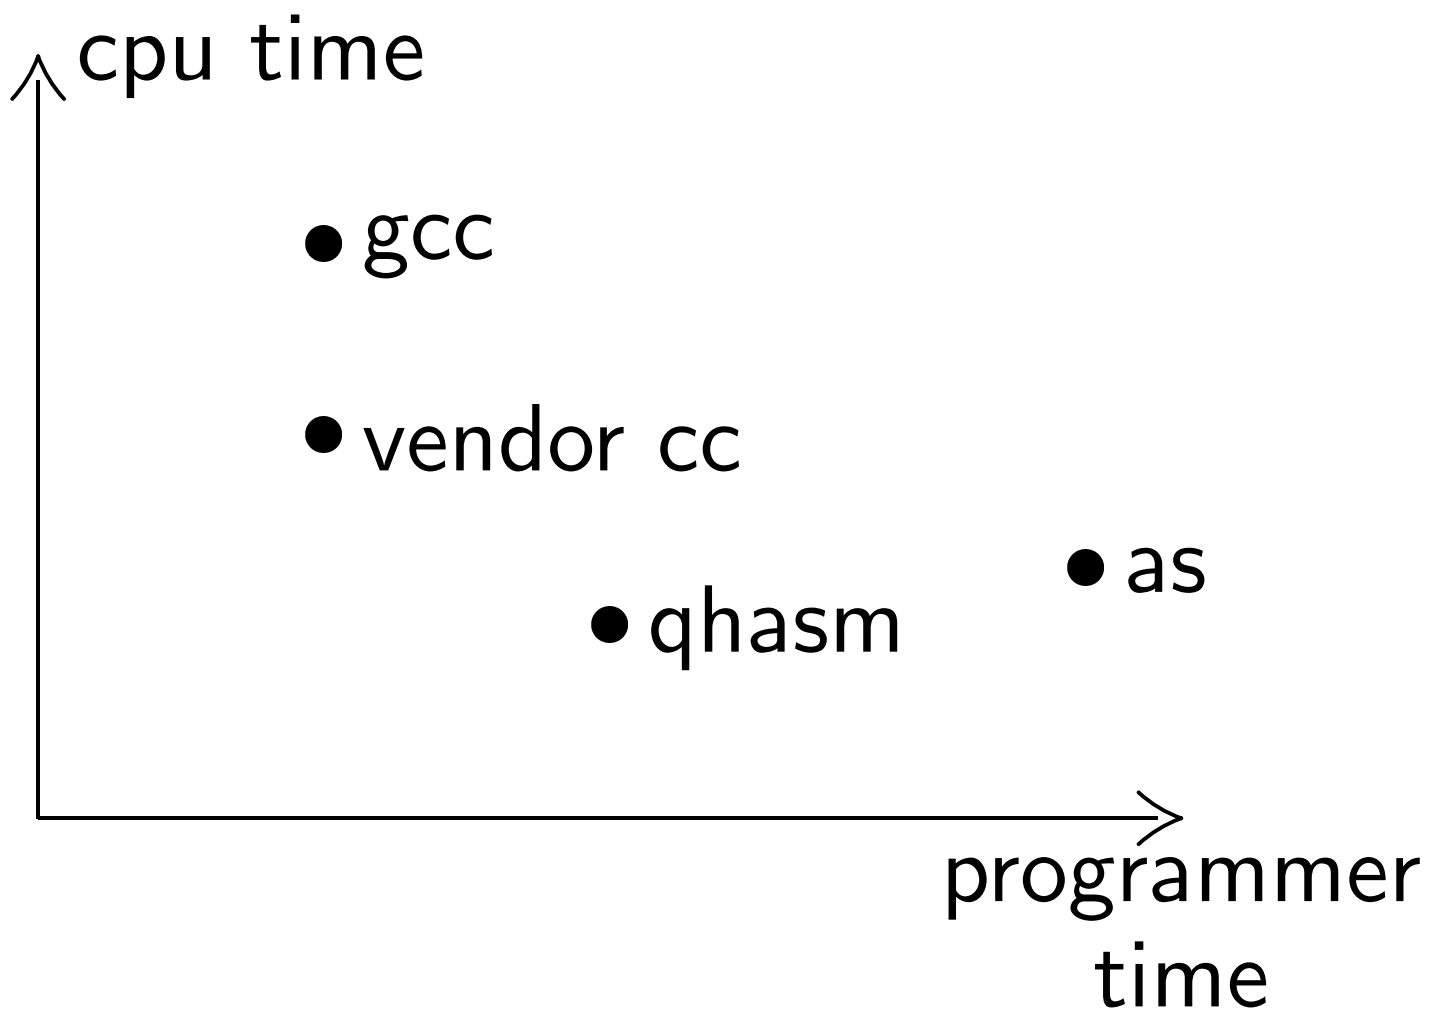 cpu time
gcc
vendor cc
as
qhasm
programmer
time